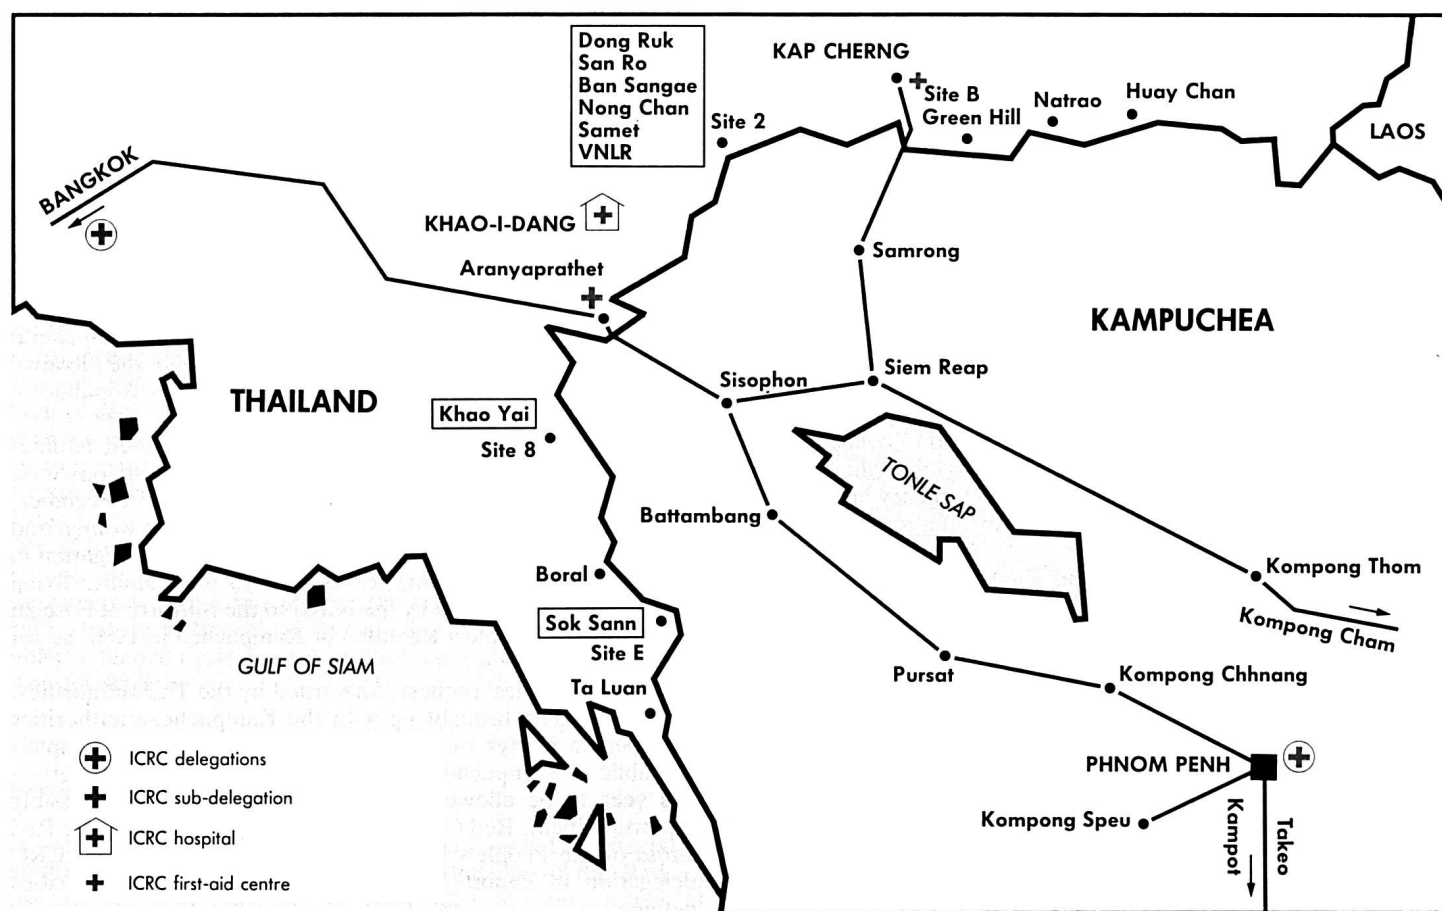 Dong Ruk
San Ro
Ban Sangae
Nong Chan
Samet
VNLR
KAP CHERNG
Site B
Green Hill
Natrao
Huay Chan
LAOS
Site 2
BANGKOK
KHAO-I-DANG
Aranyaprathet
Samrong
KAMPUCHEA
THAILAND
Khao Yai
Site 8
Sisophon
Siem Reap
TONLE SAP
Battambang
Boral
Kompong Thom
Kompong Cham
Sok Sann
Site E
GULF OF SIAM
Ta Luan
Pursat
Kompong Chhnang
PHNOM PENH
Kompong Speu
Kampot
Takeo
ICRC delegations
ICRC sub-delegation
ICRC hospital
ICRC first-aid centre